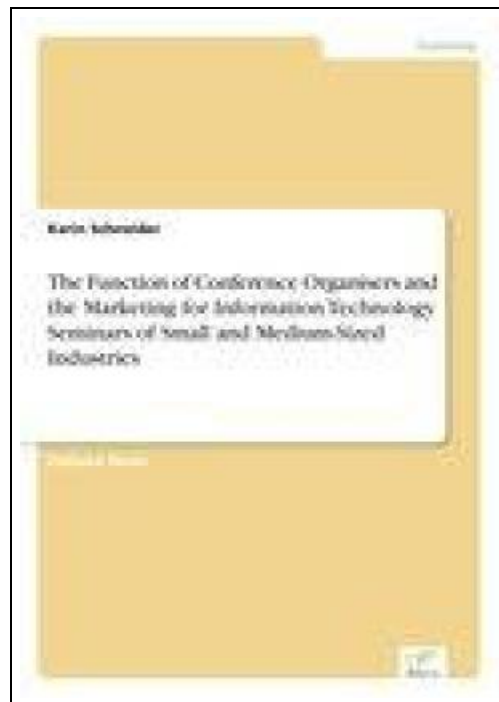 Karin Schneider
The Function of Conference Organisers and
the Marketing for Information Technology
Seminars of Small and Medium-Sized
Industries